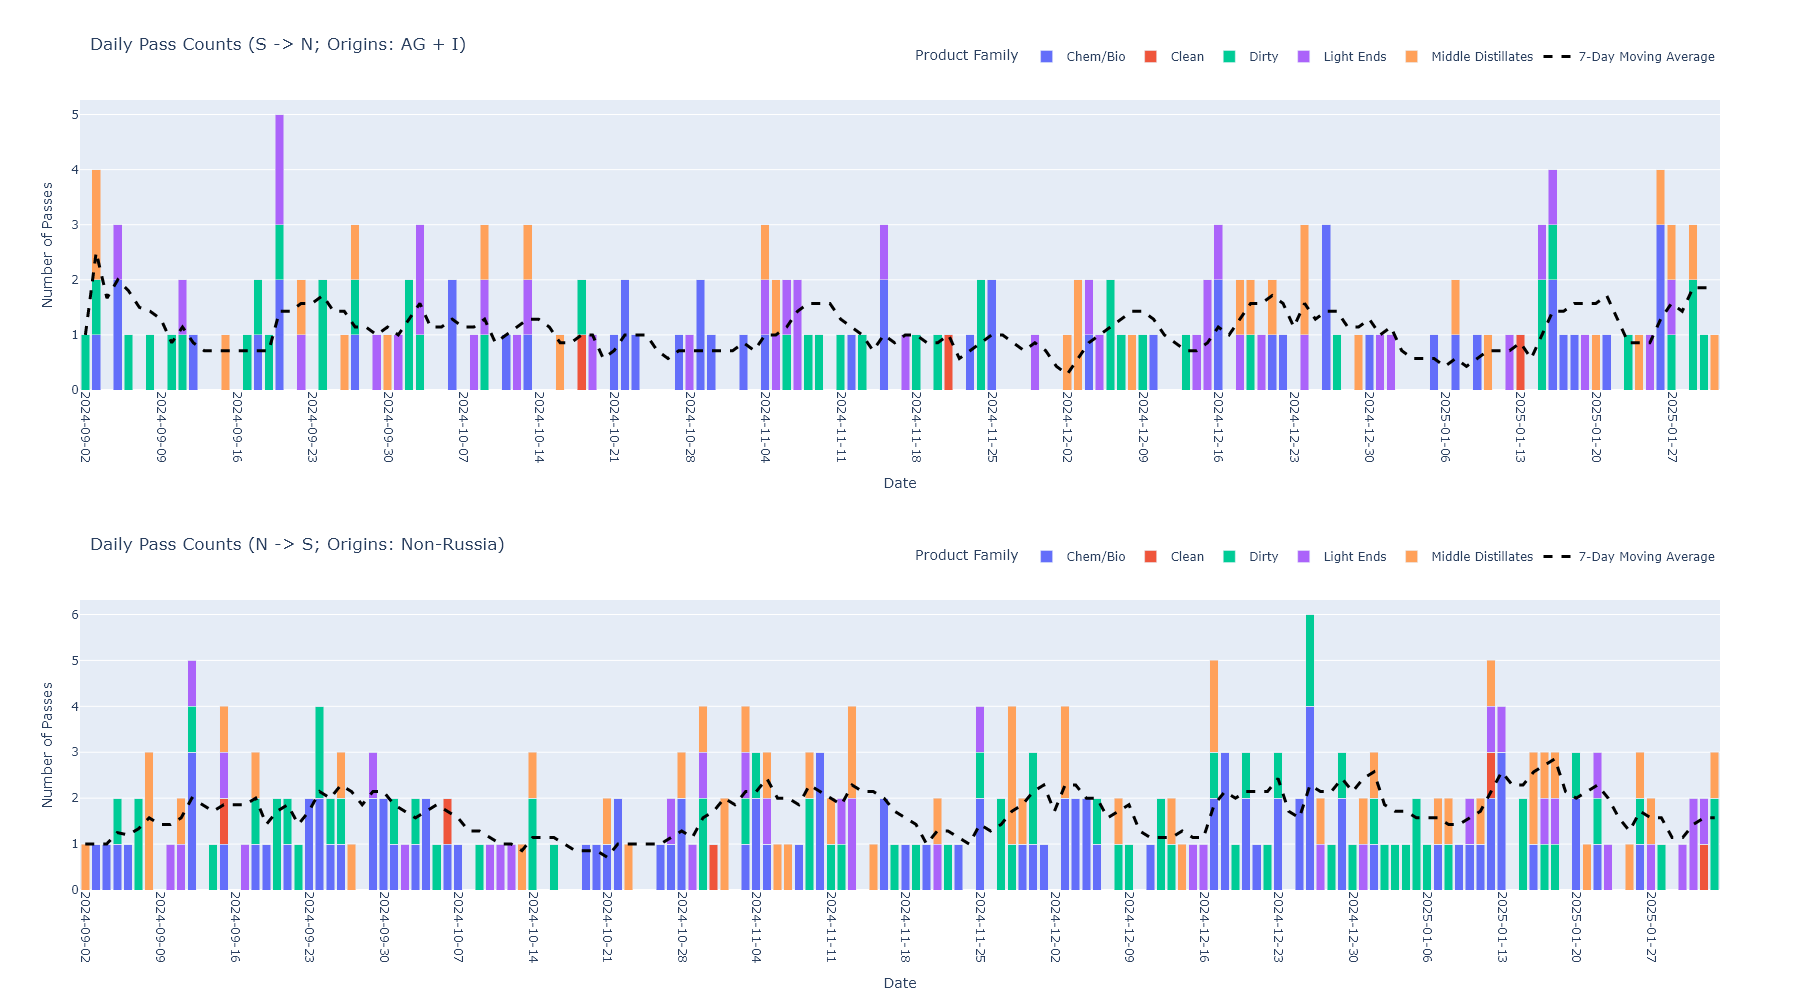 Daily Pass Counts (S -> N; Origins: AG + I)
Product Family Chem/Bio Clean Dirty Light Ends Middle Distillates 7-Day Moving Average
Number of Passes
5
4
3
2
1
0
2024-09-02 2024-09-09 2024-09-16 2024-09-23 2024-09-30 2024-10-07 2024-10-14 2024-10-21 2024-10-28 2024-11-04 2024-11-11 2024-11-18 2024-11-25 2024-12-02 2024-12-09 2024-12-16 2024-12-23 2024-12-30 2025-01-06 2025-01-13 2025-01-20 2025-01-27
Date
Daily Pass Counts (N -> S; Origins: Non-Russia)
Product Family Chem/Bio Clean Dirty Light Ends Middle Distillates 7-Day Moving Average
Number of Passes
6
5
4
3
2
1
0
2024-09-02 2024-09-09 2024-09-16 2024-09-23 2024-09-30 2024-10-07 2024-10-14 2024-10-21 2024-10-28 2024-11-04 2024-11-11 2024-11-18 2024-11-25 2024-12-02 2024-12-09 2024-12-16 2024-12-23 2024-12-30 2025-01-06 2025-01-13 2025-01-20 2025-01-27
Date